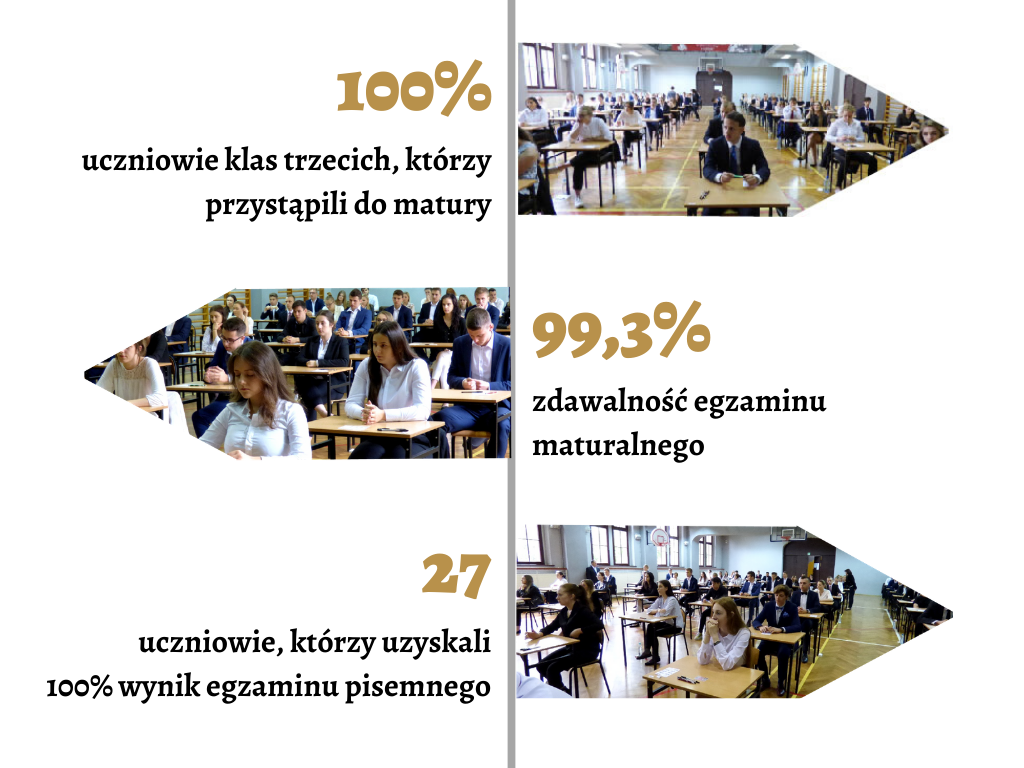 100%
uczniowie klas trzecich, którzy
przystąpili do matury
99,3%
zdawalność egzaminu
maturalnego
27
uczniowie, którzy uzyskali
100% wynik egzaminu pisemnego